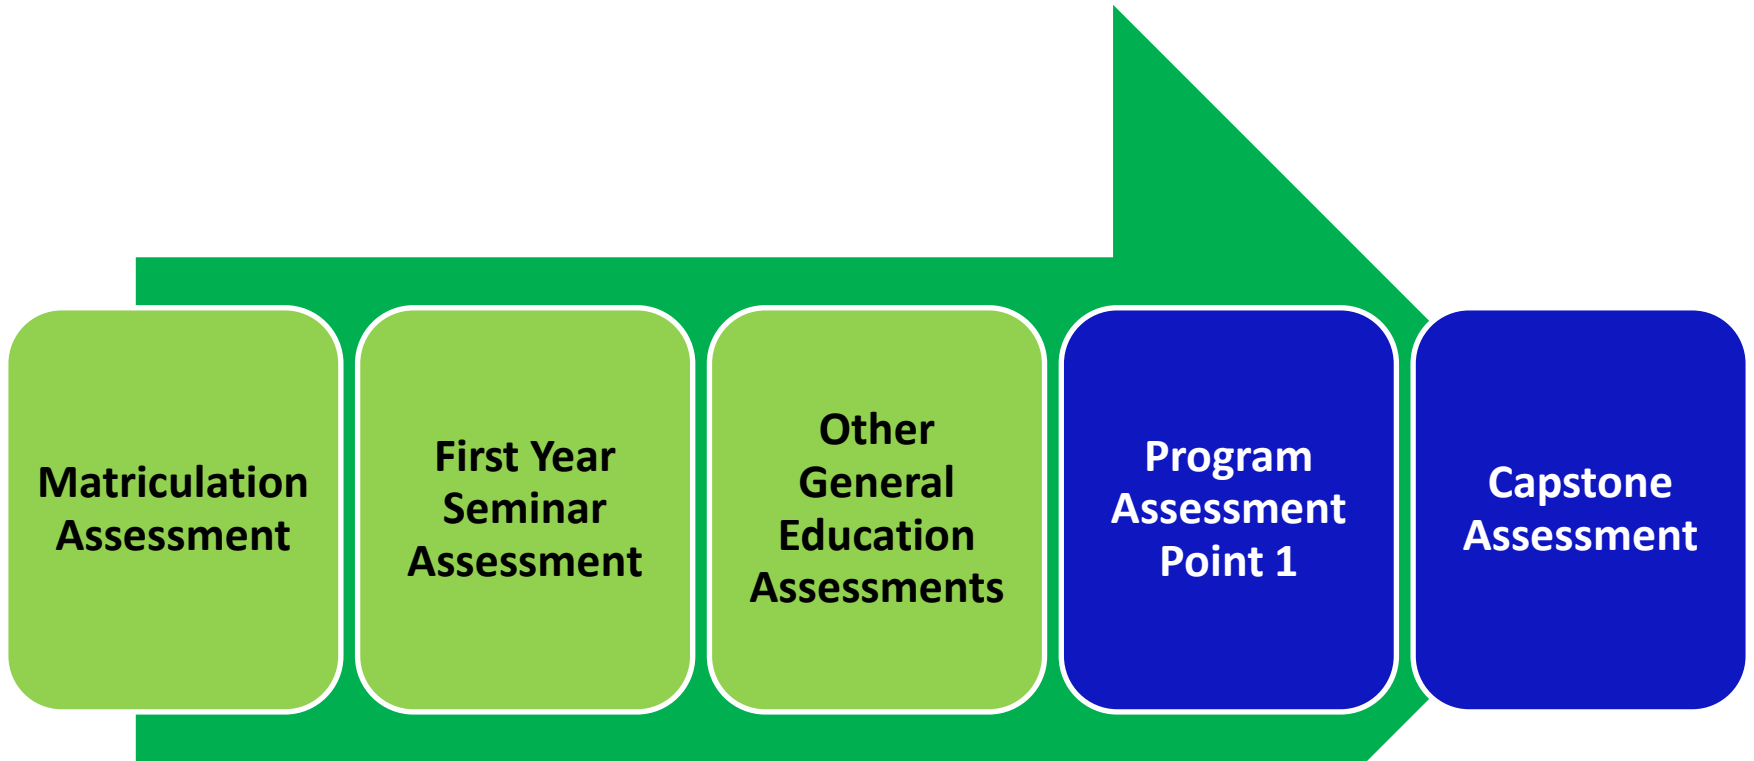 Matriculation
Assessment
First Year
Seminar
Assessment
Other
General
Education
Assessments
Program
Assessment
Point 1
Capstone
Assessment